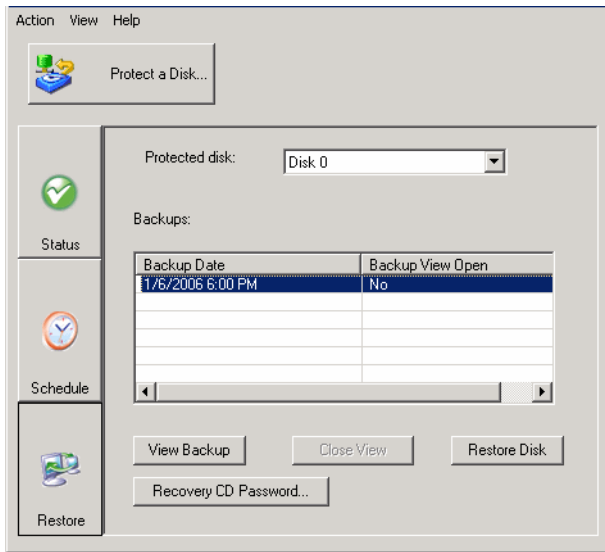 Action View Help
Protect a Disk...
Protected disk: Disk 0
Backups:
Status
Backup Date Backup View Open
1/6/2006 6:00 PM No
Schedule
View Backup Close View Restore Disk
Recovery CD Password...
Restore